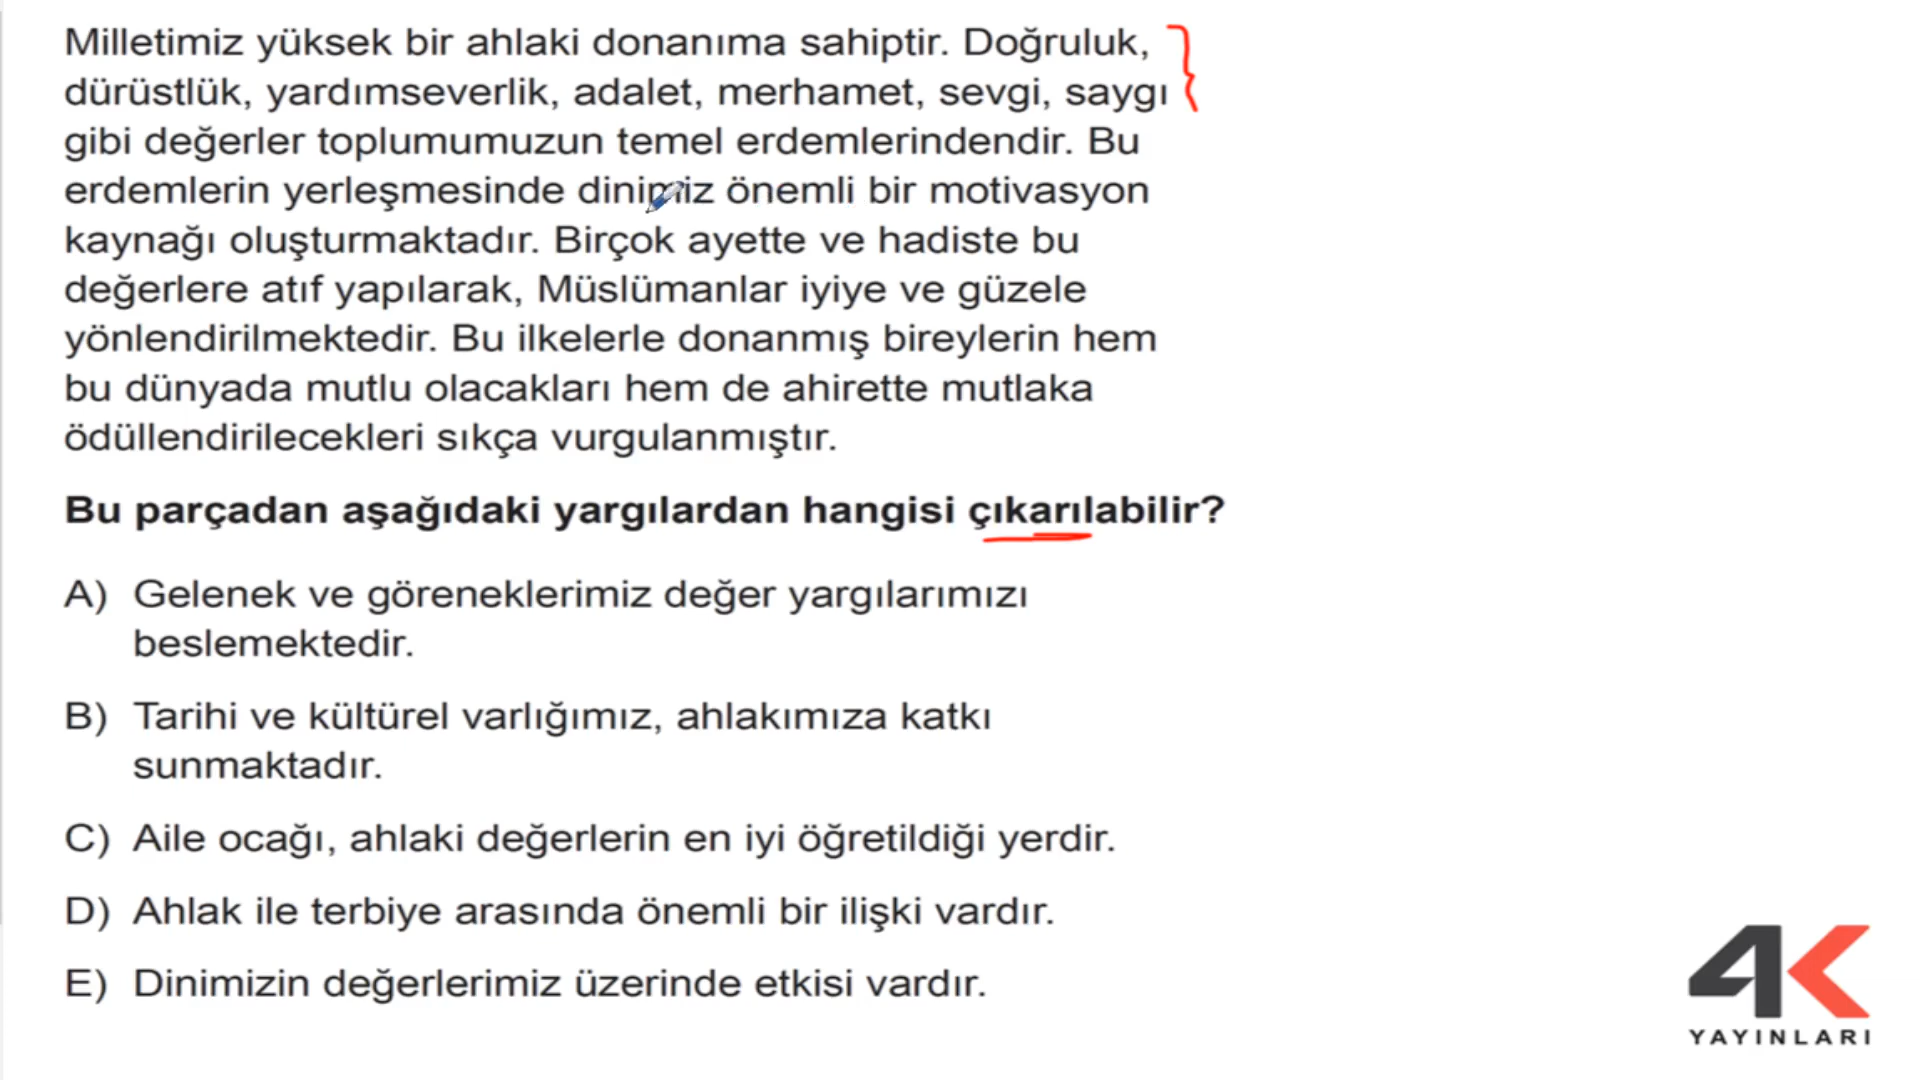 Milletimiz yüksek bir ahlaki donanıma sahiptir. Doğruluk,
dürüstlük, yardımseverlik, adalet, merhamet, sevgi, saygı
gibi değerler toplumumuzun temel erdemlerindendir. Bu
erdemlerin yerleşmesinde dinimiz önemli bir motivasyon
kaynağı oluşturmaktadır. Birçok ayette ve hadiste bu
değerlere atıf yapılarak, Müslümanlar iyiye ve güzele
yönlendirilmektedir. Bu ilkelerle donanmış bireylerin hem
bu dünyada mutlu olacakları hem de ahirette mutlaka
ödüllendirilecekleri sıkça vurgulanmıştır.
Bu parçadan aşağıdaki yargılardan hangisi çıkarılabilir?
A) Gelenek ve göreneklerimiz değer yargılarımızı
beslemektedir.
B) Tarihi ve kültürel varlığımız, ahlakımıza katkı
sunmaktadır.
C) Aile ocağı, ahlaki değerlerin en iyi öğretildiği yerdir.
D) Ahlak ile terbiye arasında önemli bir ilişki vardır.
E) Dinimizin değerlerimiz üzerinde etkisi vardır.
4K
YAYINLARI